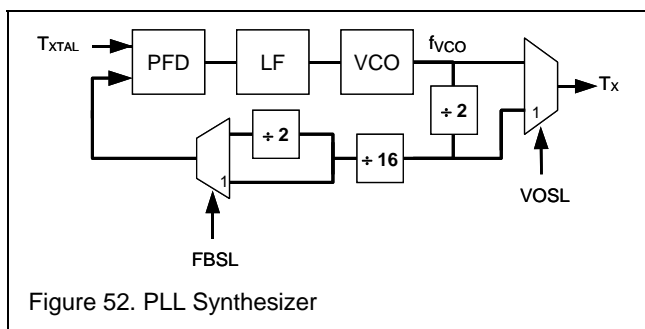 TXTAL
PFD
LF
VCO
fVCO
Tx
÷ 2
1
÷ 2
÷ 16
1
VOSL
FBSL
Figure 52. PLL Synthesizer